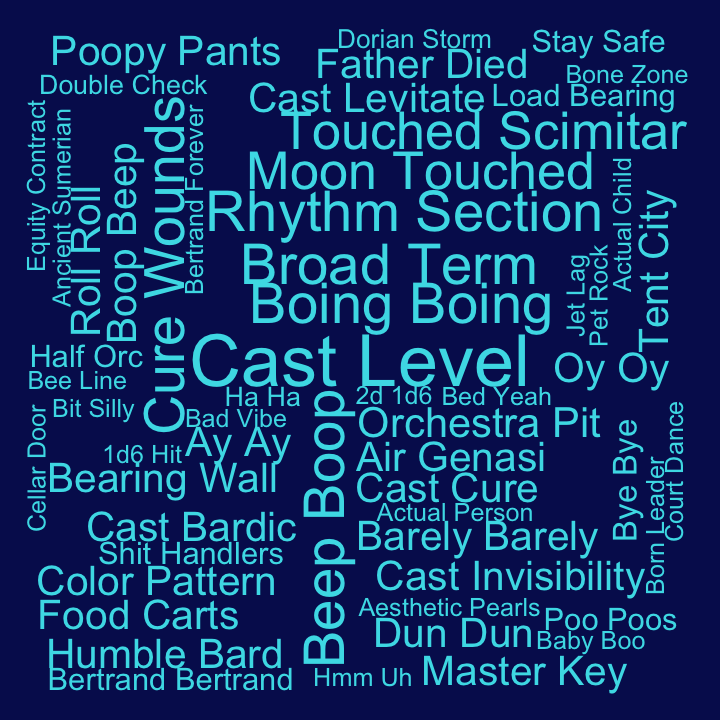 Dorian Storm
Stay Safe
Poopy Pants
Father Died
Bone Zone
Double Check
Cast Levitate
Load Bearing
Touched Scimitar
Equity Contract
Ancient Sumerian
Roll Roll
Boop Beep
Cure Wounds
Bertrand Forever
Moon Touched
Actual Child
Rhythm Section
Tent City
Broad Term
Jet Lag
Pet Rock
Boing Boing
Half Orc
Cast Level
Oy Oy
Bee Line
Ha Ha
2d 1d6
Bed Yeah
Bit Silly
Bad Vibe
Orchestra Pit
Cellar Door
1d6 Hit
Ay Ay
Beep Boop
Air Genasi
Bye Bye
Born Leader
Court Dance
Bearing Wall
Cast Cure
Actual Person
Cast Bardic
Barely Barely
Shit Handlers
Color Pattern
Cast Invisibility
Food Carts
Aesthetic Pearls
Poo Poos
Dun Dun
Baby Boo
Humble Bard
Bertrand Bertrand
Hmm Uh
Master Key